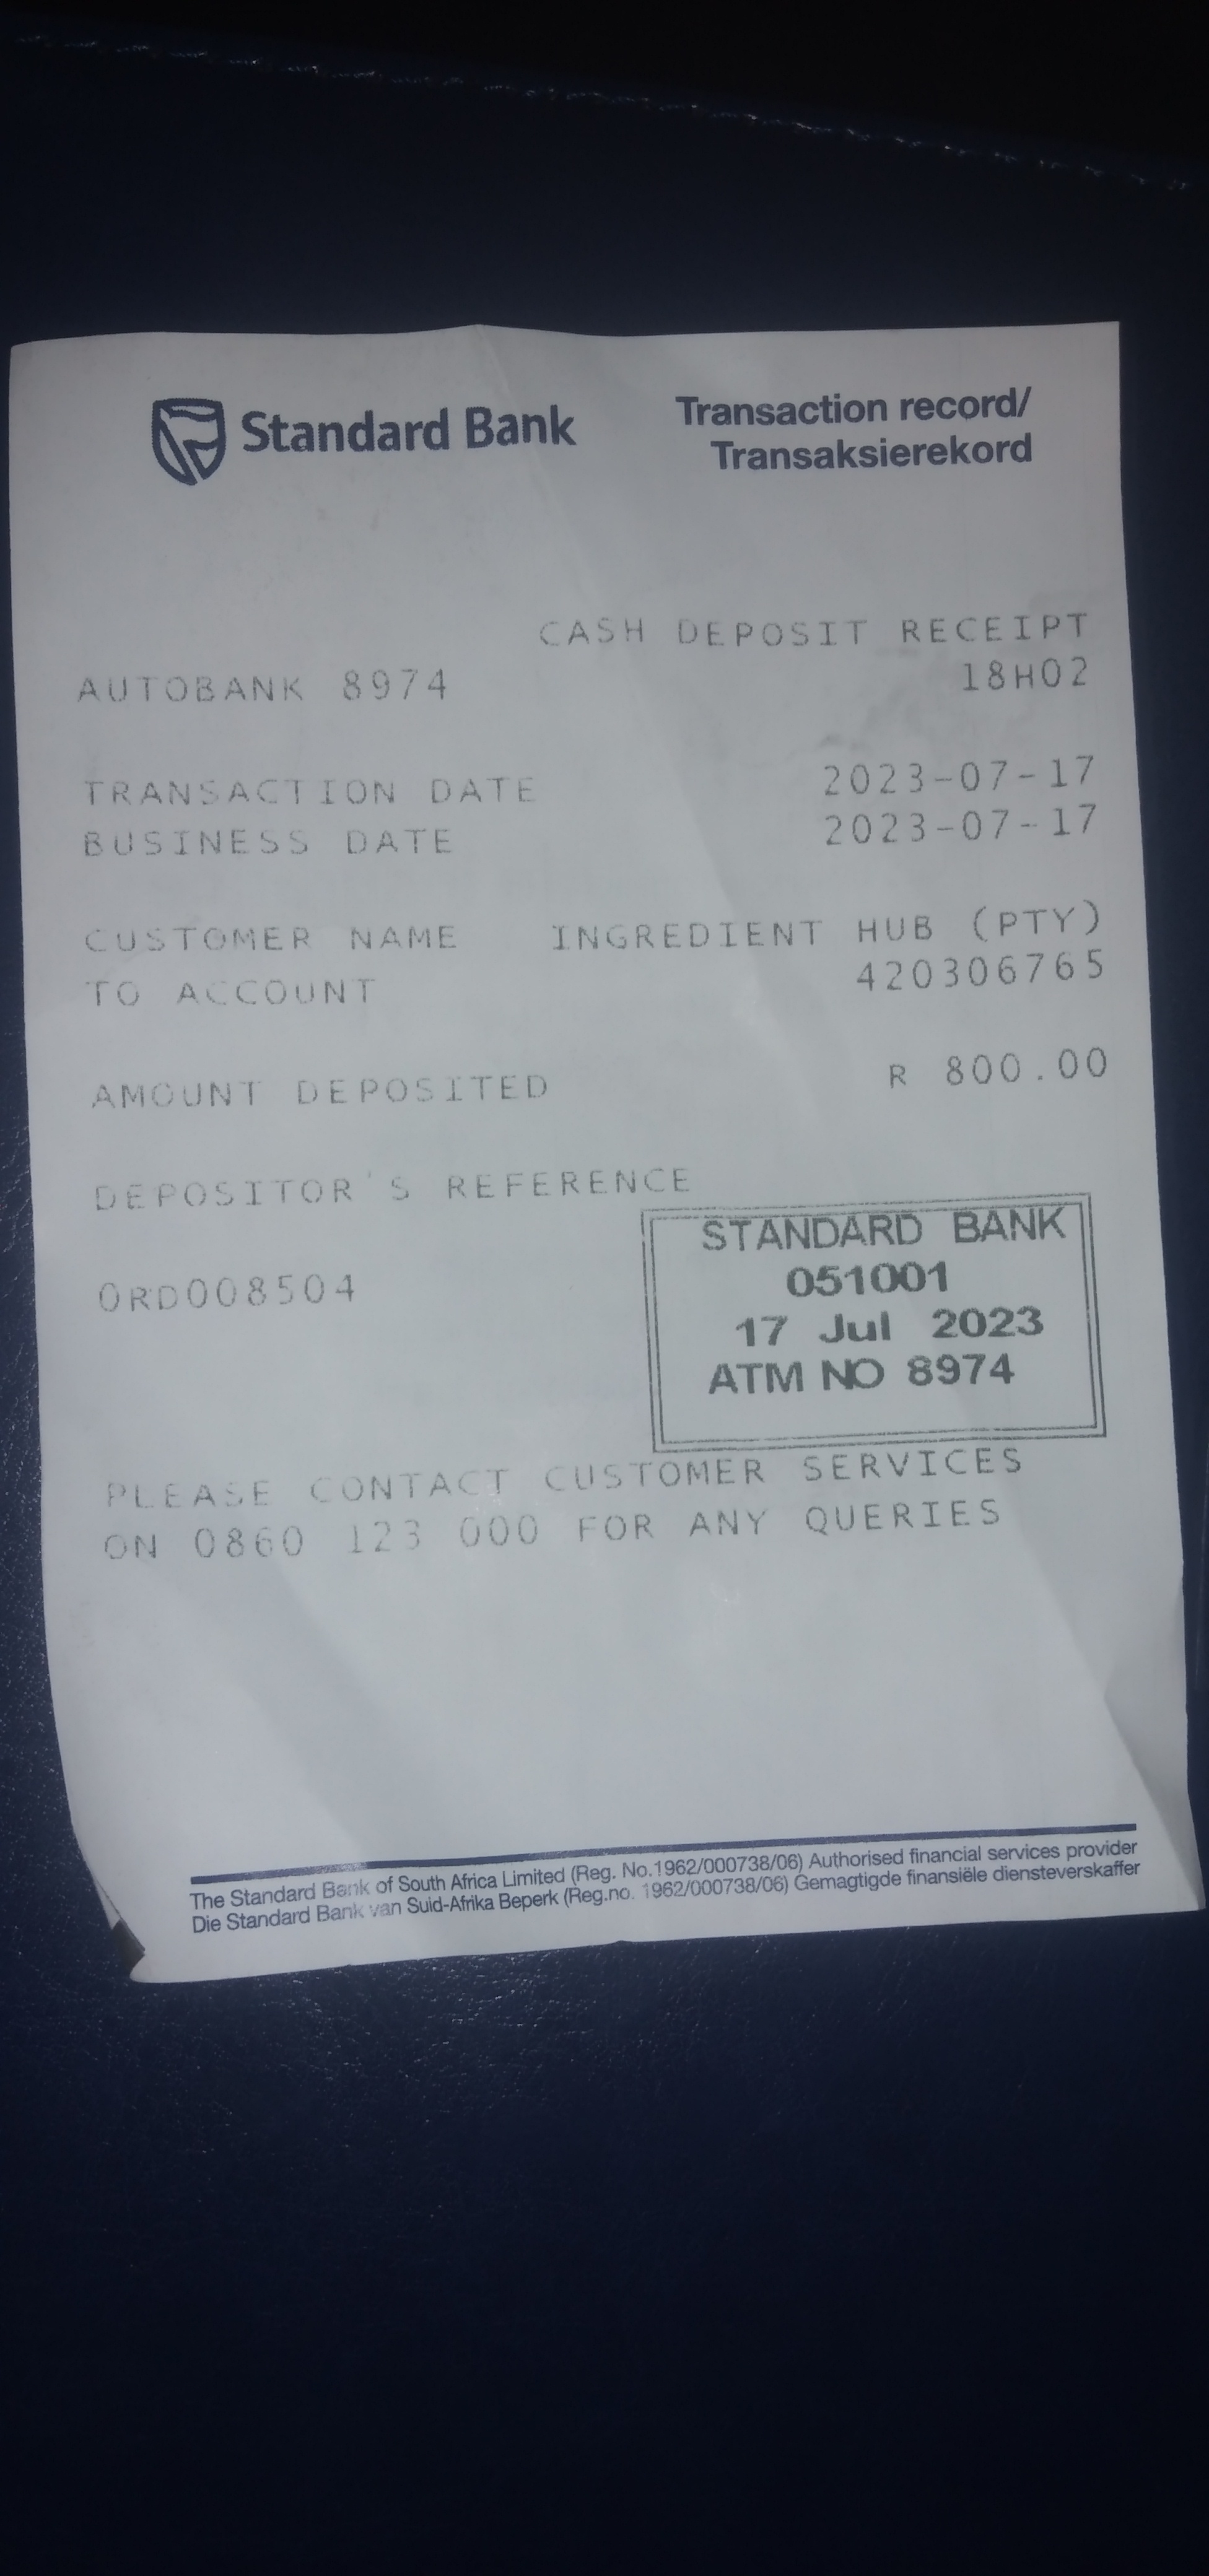 Standard Bank
Transaction record/
Transaksierekord
CASH DEPOSIT RECEIPT
AUTOBANK 8974 18H02
TRANSACTION DATE 2023-07-17
BUSINESS DATE 2023-07-17
CUSTOMER NAME INGREDIENT HUB (PTY)
TO ACCOUNT 420306765
AMOUNT DEPOSITED R 800.00
DEPOSITOR'S REFERENCE
ORD008504
STANDARD BANK
051001
17 Jul 2023
ATM NO 8974
PLEASE CONTACT CUSTOMER SERVICES
ON 0860 123 000 FOR ANY QUERIES
The Standard Bank of South Africa Limited (Reg. No.1962/000738/06) Authorised financial services provider
Die Standard Bank van Suid-Afrika Beperk (Reg.no. 1962/000738/06) Gemagtigde finansiële diensteverskaffer